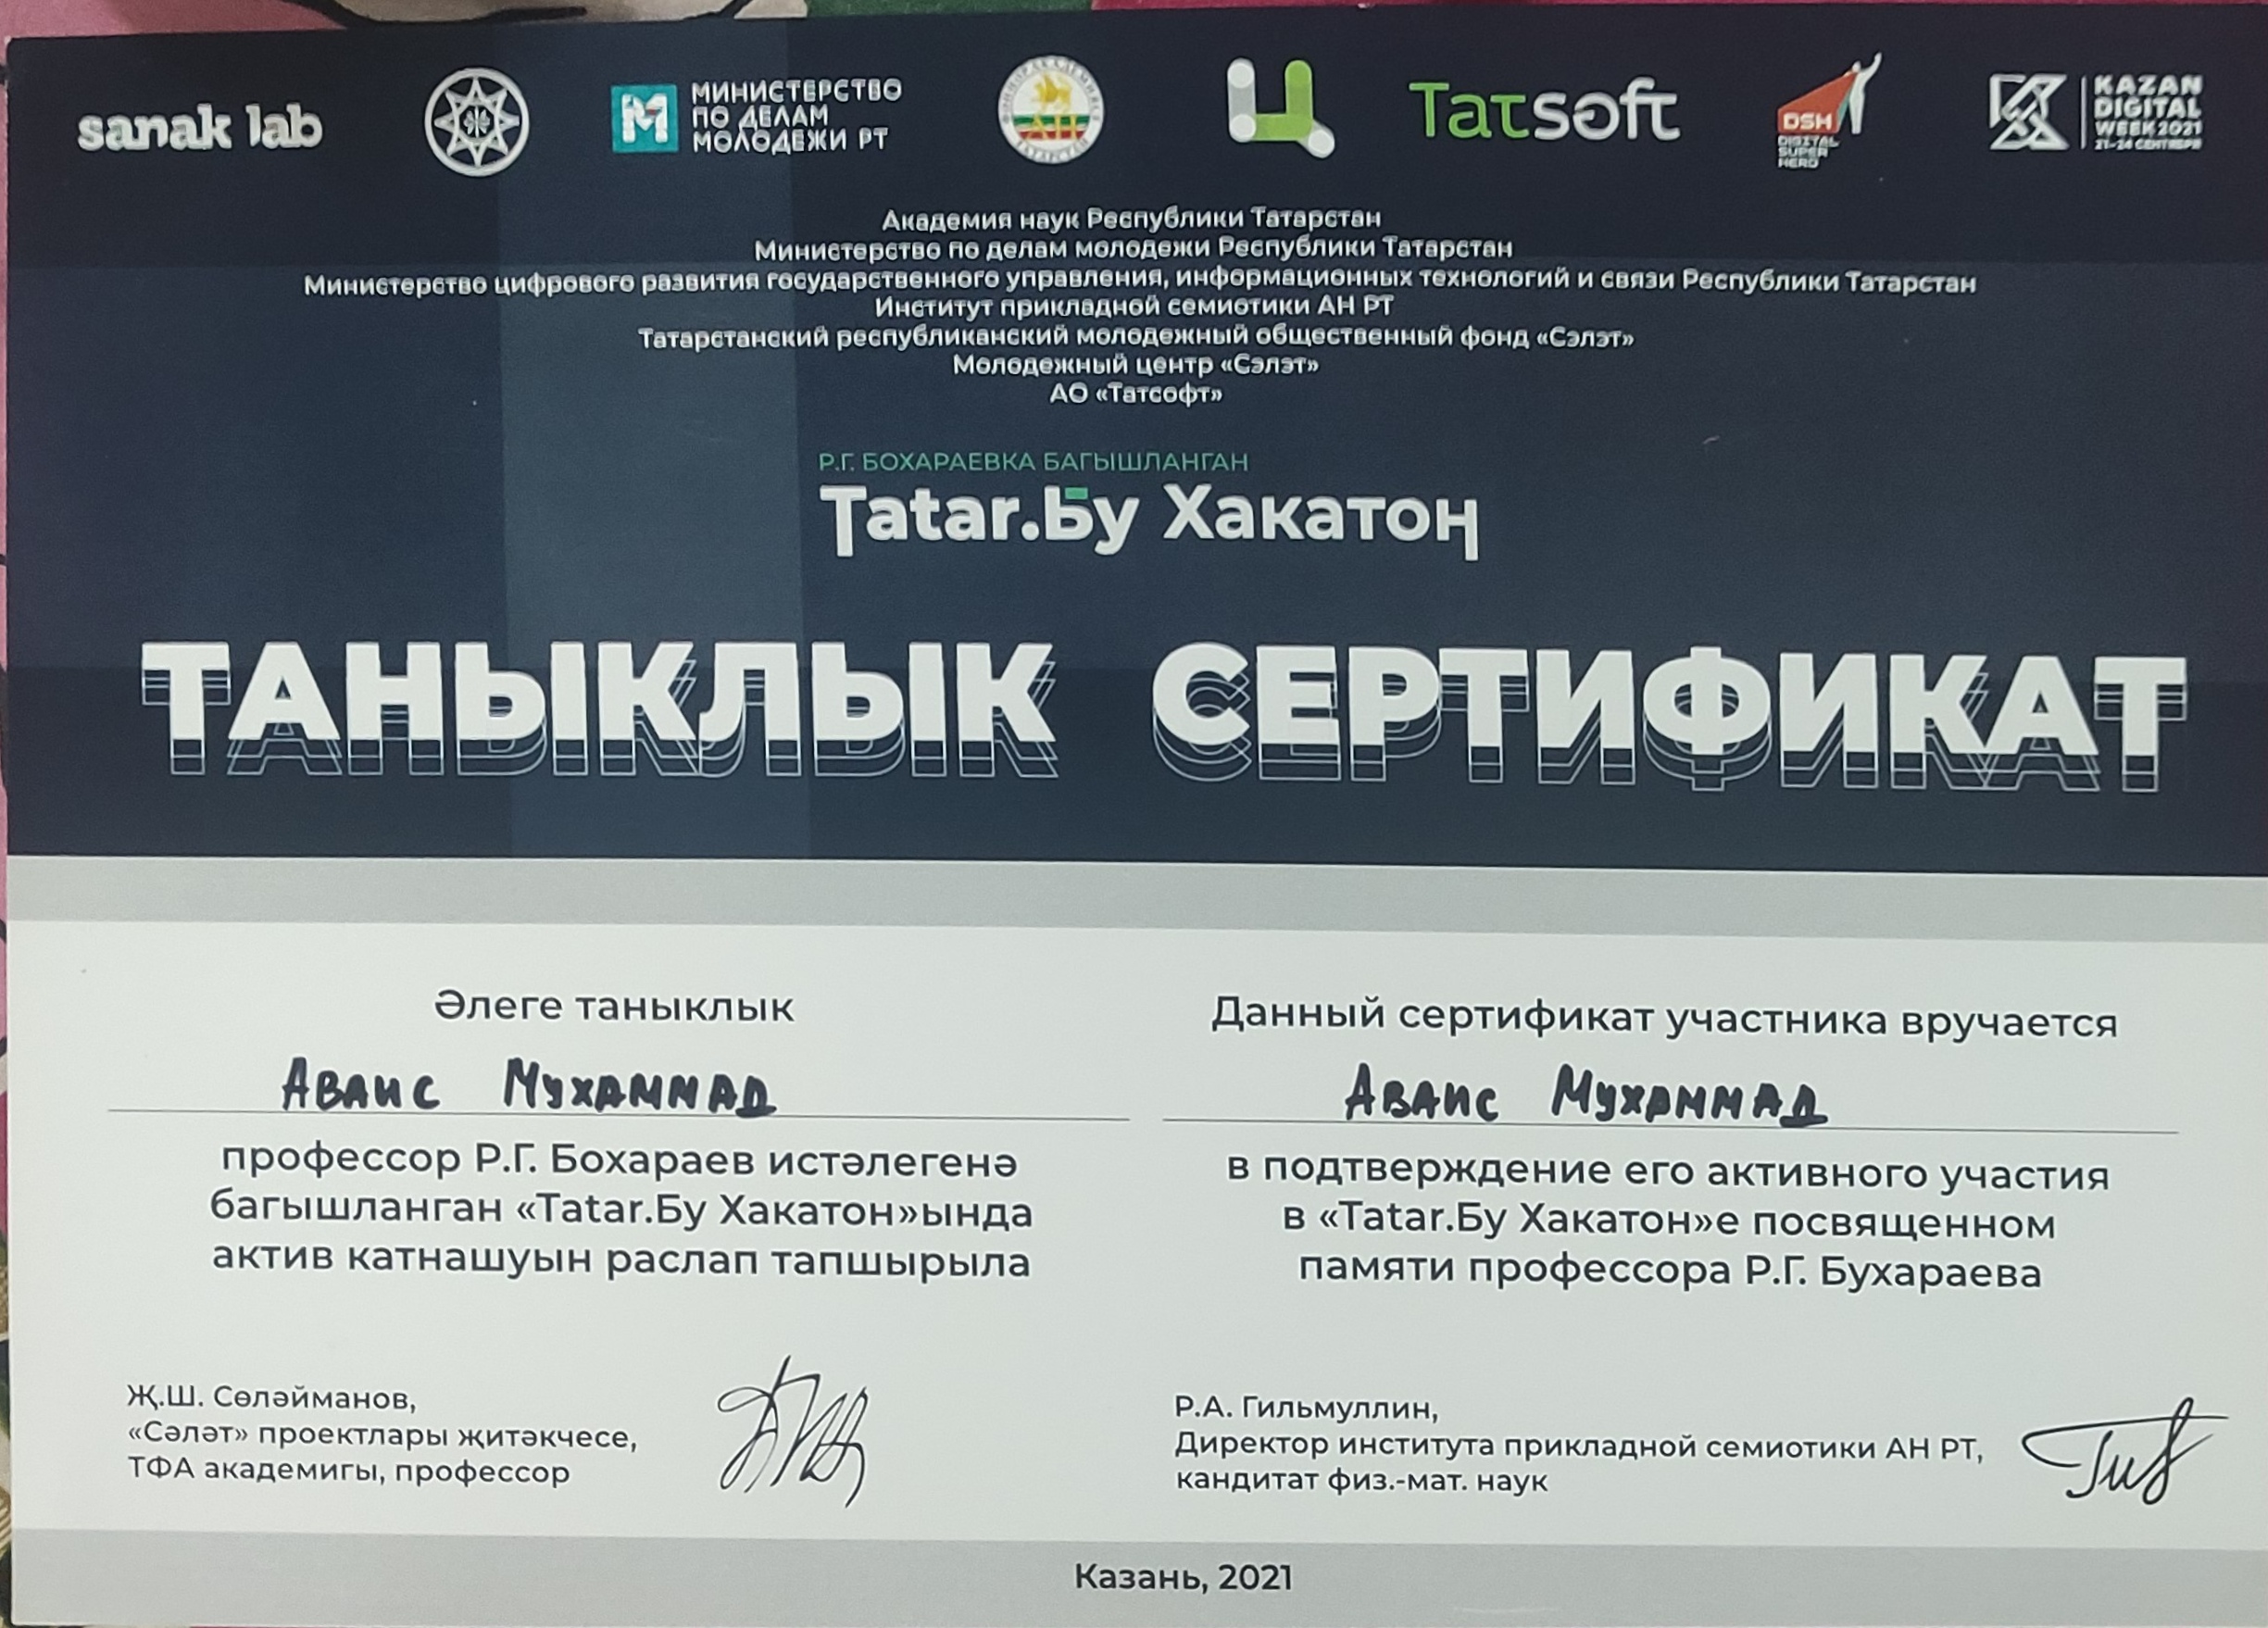 sanak lab
М
МИНИСТЕРСТВО
ПО ДЕЛАМ
МОЛОДЕЖИ РТ
Ц
Tatsoft
DSH
DIGITAL
SUPER
HERO
KAZAN
DIGITAL
WEEK 2021
21-24 СЕНТЯБРЯ
Академия наук Республики Татарстан
Министерство по делам молодежи Республики Татарстан
Министерство цифрового развития государственного управления, информационных технологий и связи Республики Татарстан
Институт прикладной семиотики АН РТ
Татарстанский республиканский молодежный общественный фонд «Сэлэт»
Молодежный центр «Сэлэт»
АО «Татсофт»
Р.Г. БОХАРАЕВКА БАГЫШЛАНГАН
Tatar.Бу Хакатоң
ТАНЫКЛЫК СЕРТИФИКАТ
Әлеге таныклык
Аваис Мухаммад
профессор Р.Г. Бохараев истәлегенә
багышланган «Tatar.Бу Хакатон»ында
актив катнашуын раслап тапшырыла
Җ.Ш. Сөләйманов,
«Сәләт» проектлары җитәкчесе,
ТФА академигы, профессор
Данный сертификат участника вручается
Аваис Мухаммад
в подтверждение его активного участия
в «Tatar.Бу Хакатон»е посвященном
памяти профессора Р.Г. Бухараева
Р.А. Гильмуллин,
Директор института прикладной семиотики АН РТ,
кандитат физ.-мат. наук
Казань, 2021